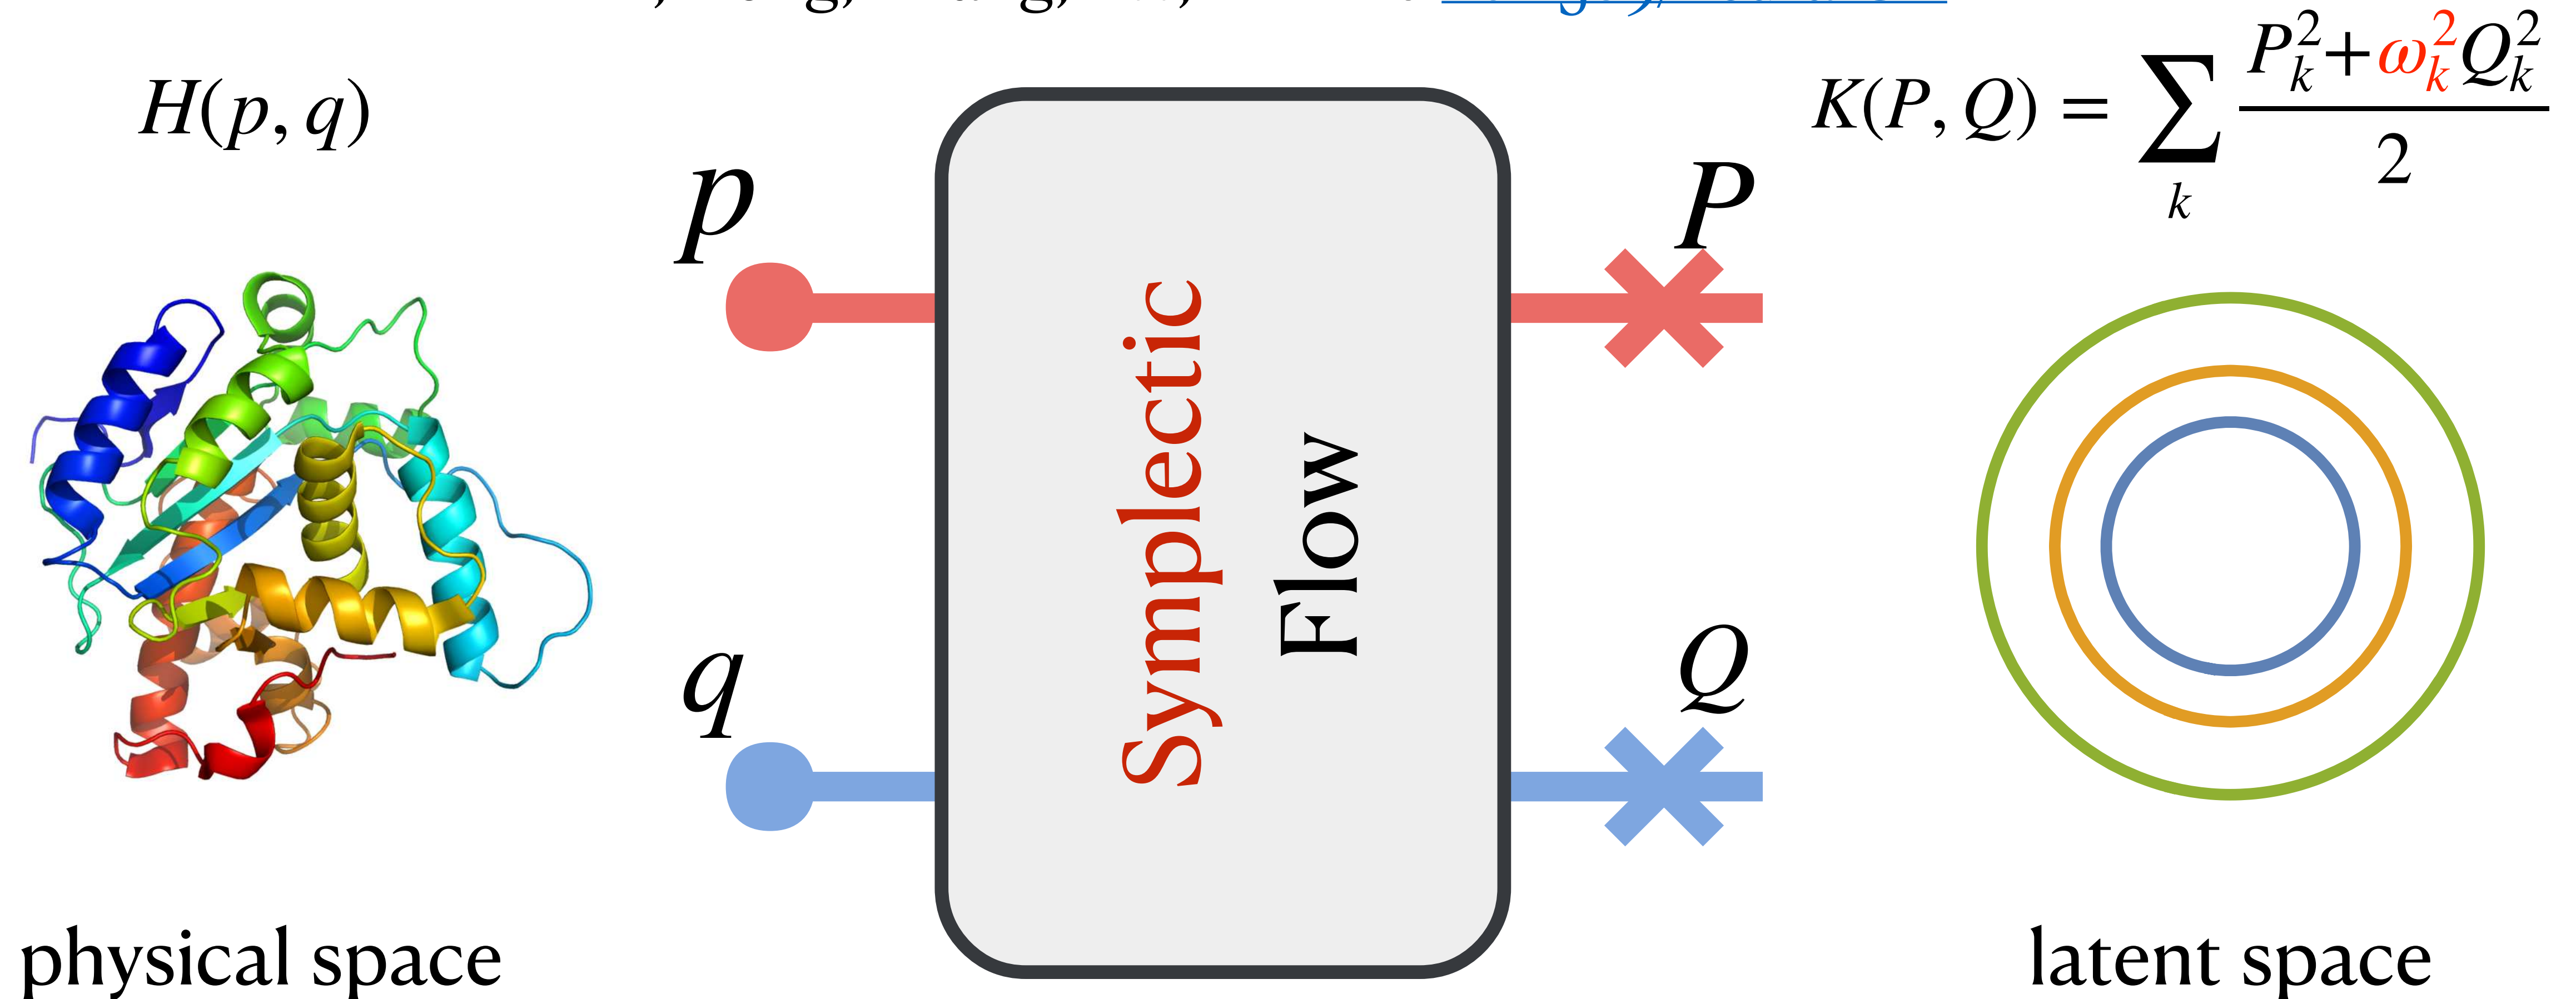 H(p, q)
K(P, Q) = ∑_k (P_k^2+ω_k^2 Q_k^2)/2
p
P
Symplectic
Flow
q
Q
physical space
latent space